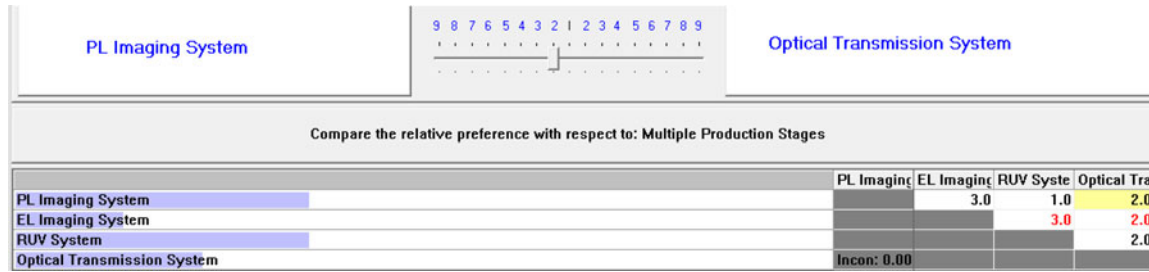 9 8 7 6 5 4 3 2 1 2 3 4 5 6 7 8 9
PL Imaging System
Optical Transmission System
Compare the relative preference with respect to: Multiple Production Stages
PL Imaging EL Imaging RUV Syste Optical Tra
PL Imaging System 3.0 1.0 2.0
EL Imaging System 3.0 2.0
RUV System 2.0
Optical Transmission System Incon: 0.00